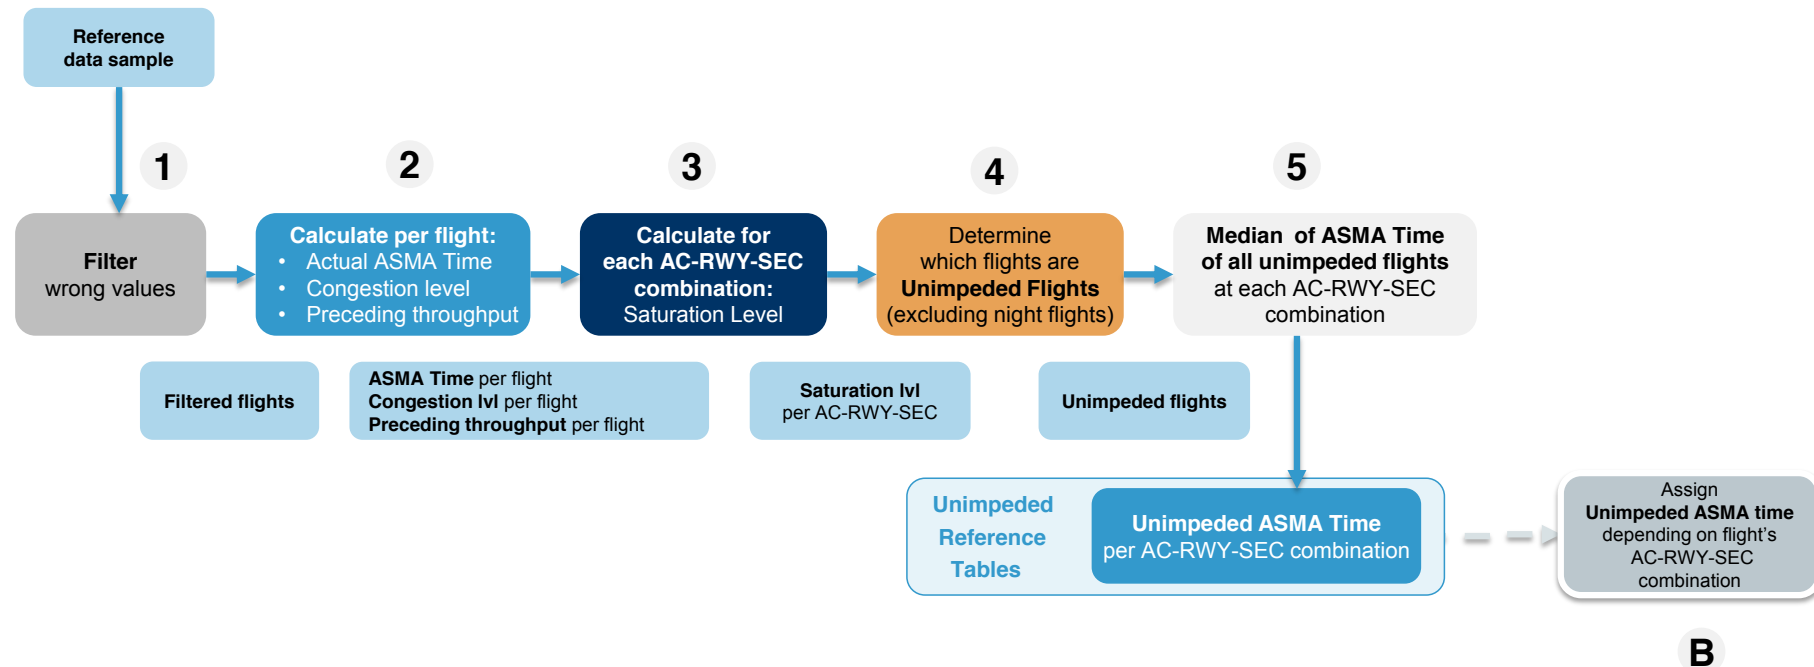 Reference
data sample
1
2
3
4
5
Filter
wrong values
Calculate per flight:
• Actual ASMA Time
• Congestion level
• Preceding throughput
Calculate for
each AC-RWY-SEC
combination:
Saturation Level
Determine
which flights are
Unimpeded Flights
(excluding night flights)
Median of ASMA Time
of all unimpeded flights
at each AC-RWY-SEC
combination
Filtered flights
ASMA Time per flight
Congestion lvl per flight
Preceding throughput per flight
Saturation lvl
per AC-RWY-SEC
Unimpeded flights
Unimpeded
Reference
Tables
Unimpeded ASMA Time
per AC-RWY-SEC combination
Assign
Unimpeded ASMA time
depending on flight's
AC-RWY-SEC
combination
B